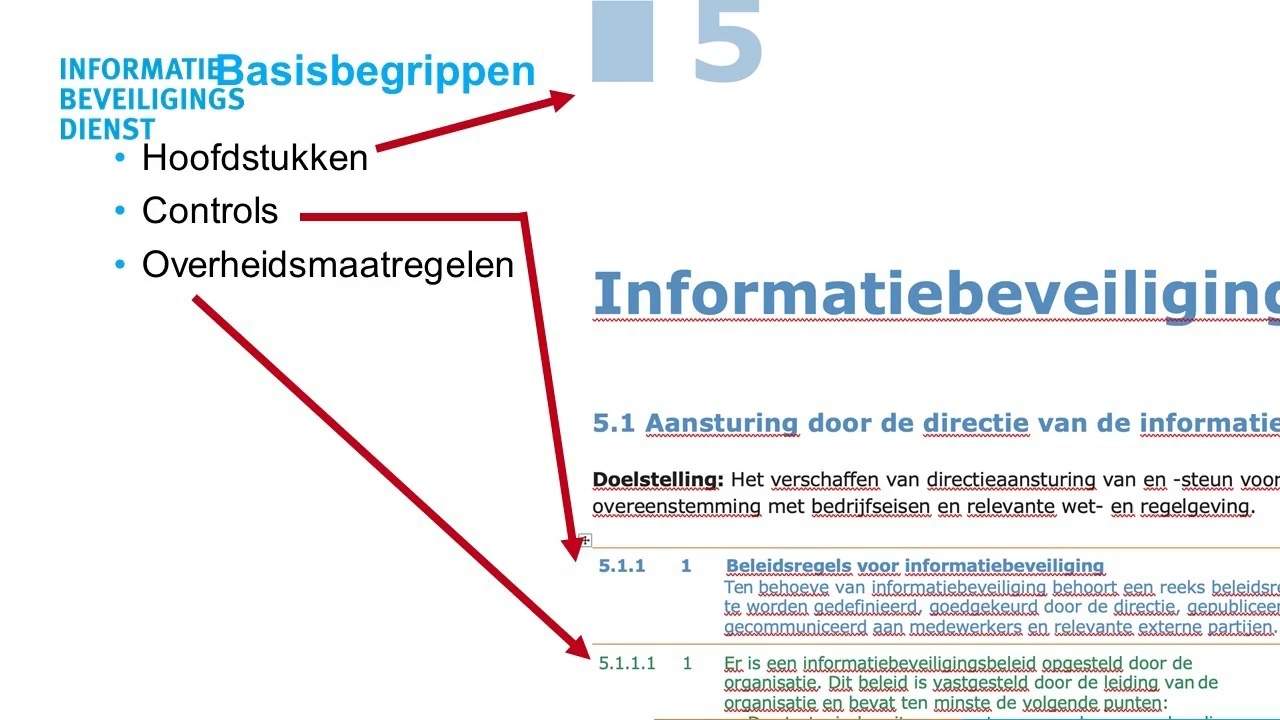 INFORMATIE
BEVEILIGINGS
DIENST
Basisbegrippen
• Hoofdstukken
• Controls
• Overheidsmaatregelen
5
Informatiebeveiliging
5.1 Aansturing door de directie van de informatie
Doelstelling: Het verschaffen van directieaansturing van en -steun voor
overeenstemming met bedrijfseisen en relevante wet- en regelgeving.
5.1.1 1 Beleidsregels voor informatiebeveiliging
Ten behoeve van informatiebeveiliging behoort een reeks beleidsre
te worden gedefinieerd, goedgekeurd door de directie, gepubliceer
gecommuniceerd aan medewerkers en relevante externe partijen.
5.1.1.1 1 Er is een informatiebeveiligingsbeleid opgesteld door de
organisatie. Dit beleid is vastgesteld door de leiding van de
organisatie en bevat ten minste de volgende punten: